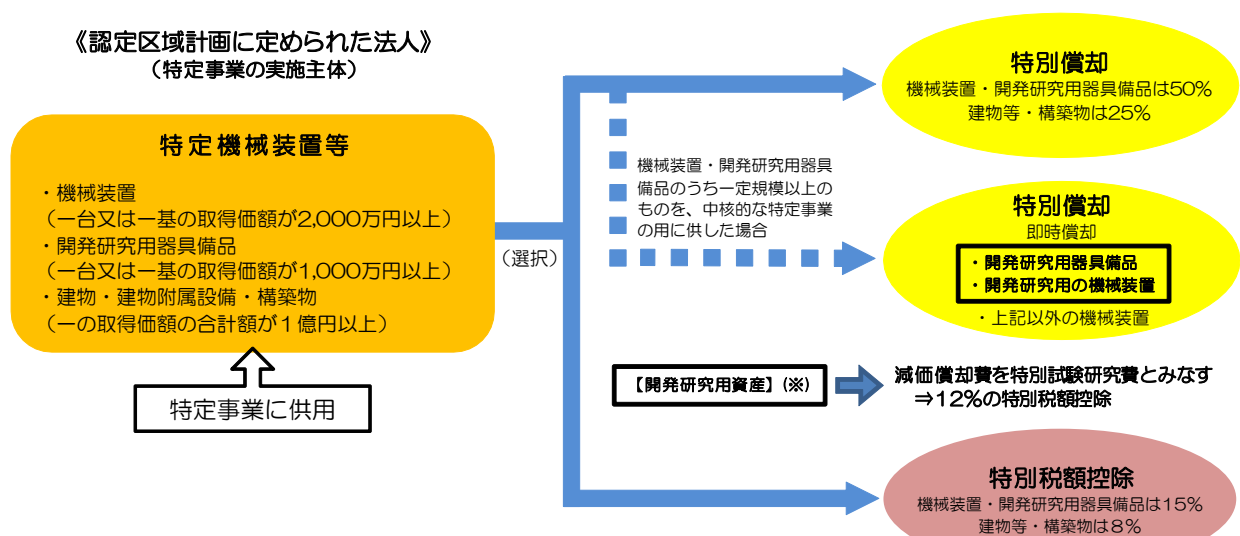 《認定区域計画に定められた法人》
（特定事業の実施主体）
特定機械装置等
・機械装置
（一台又は一基の取得価額が2,000万円以上）
・開発研究用器具備品
（一台又は一基の取得価額が1,000万円以上）
・建物・建物附属設備・構築物
（一の取得価額の合計額が１億円以上）
特定事業に供用
（選択）
機械装置・開発研究用器具
備品のうち一定規模以上の
ものを、中核的な特定事業
の用に供した場合
特別償却
機械装置・開発研究用器具備品は50%
建物等・構築物は25%
特別償却
即時償却
・開発研究用器具備品
・開発研究用の機械装置
・上記以外の機械装置
【開発研究用資産】(※)
減価償却費を特別試験研究費とみなす
⇒12%の特別税額控除
特別税額控除
機械装置・開発研究用器具備品は15%
建物等・構築物は8%